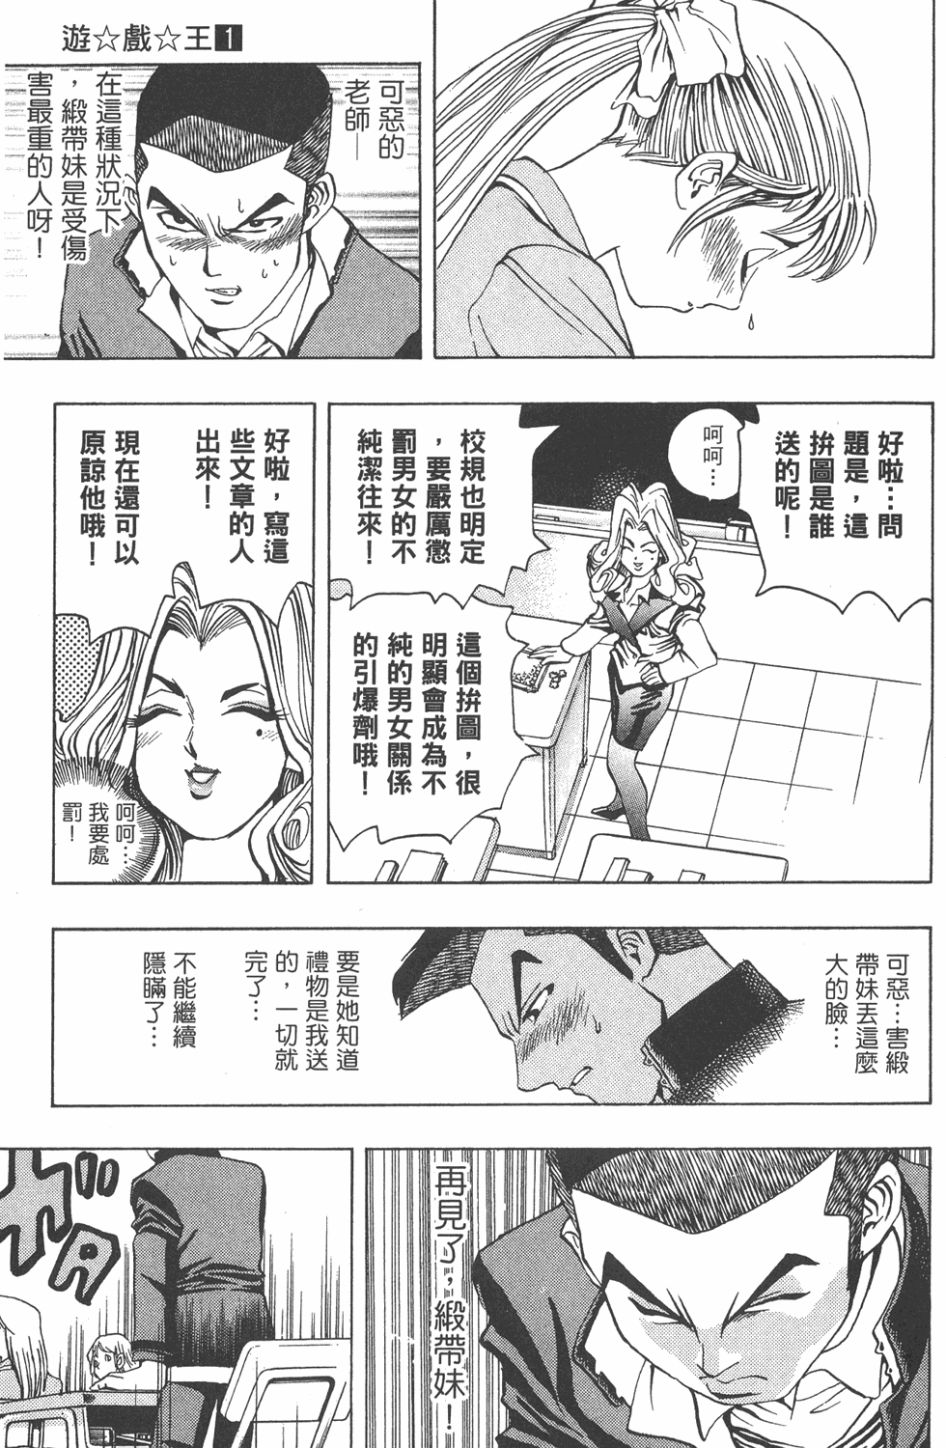 遊☆戲☆王1
可惡的
老師—
在這種狀況下
，緞帶妹是受傷
害最重的人呀！
好啦…問
題是，這
拚圖是誰
送的呢！
呵呵…
校規也明定
，要嚴厲懲
罰男女的不
純潔往來！
這個拚圖，很
明顯會成為不
純的男女關係
的引爆劑哦！
好啦，寫這
些文章的人
出來！
現在還可以
原諒他哦！
呵呵…
我要處
罰！
可惡…害緞
帶妹丟這麼
大的臉…
要是她知道
禮物是我送
的，一切就
完了…
不能繼續
隱瞞了…
再見了，緞帶妹！
ガタ